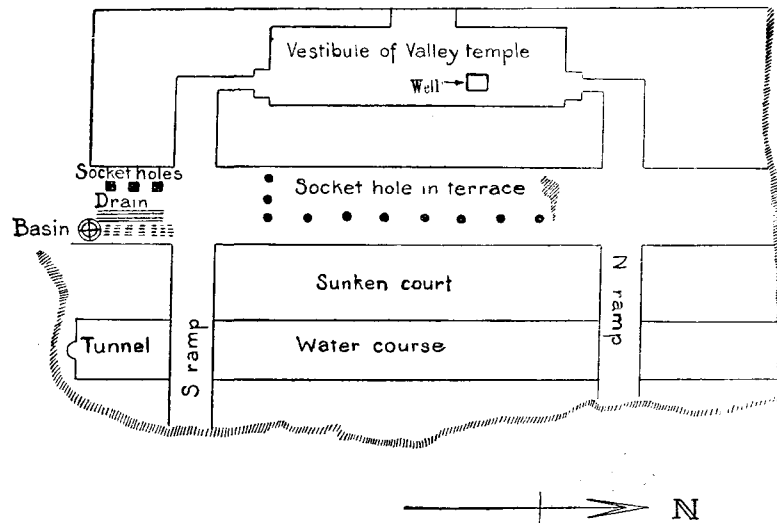 Vestibule of Valley temple
Well
Socket holes
Socket hole in terrace
Drain
Basin
Sunken court
N ramp
Tunnel
S ramp
Water course
N